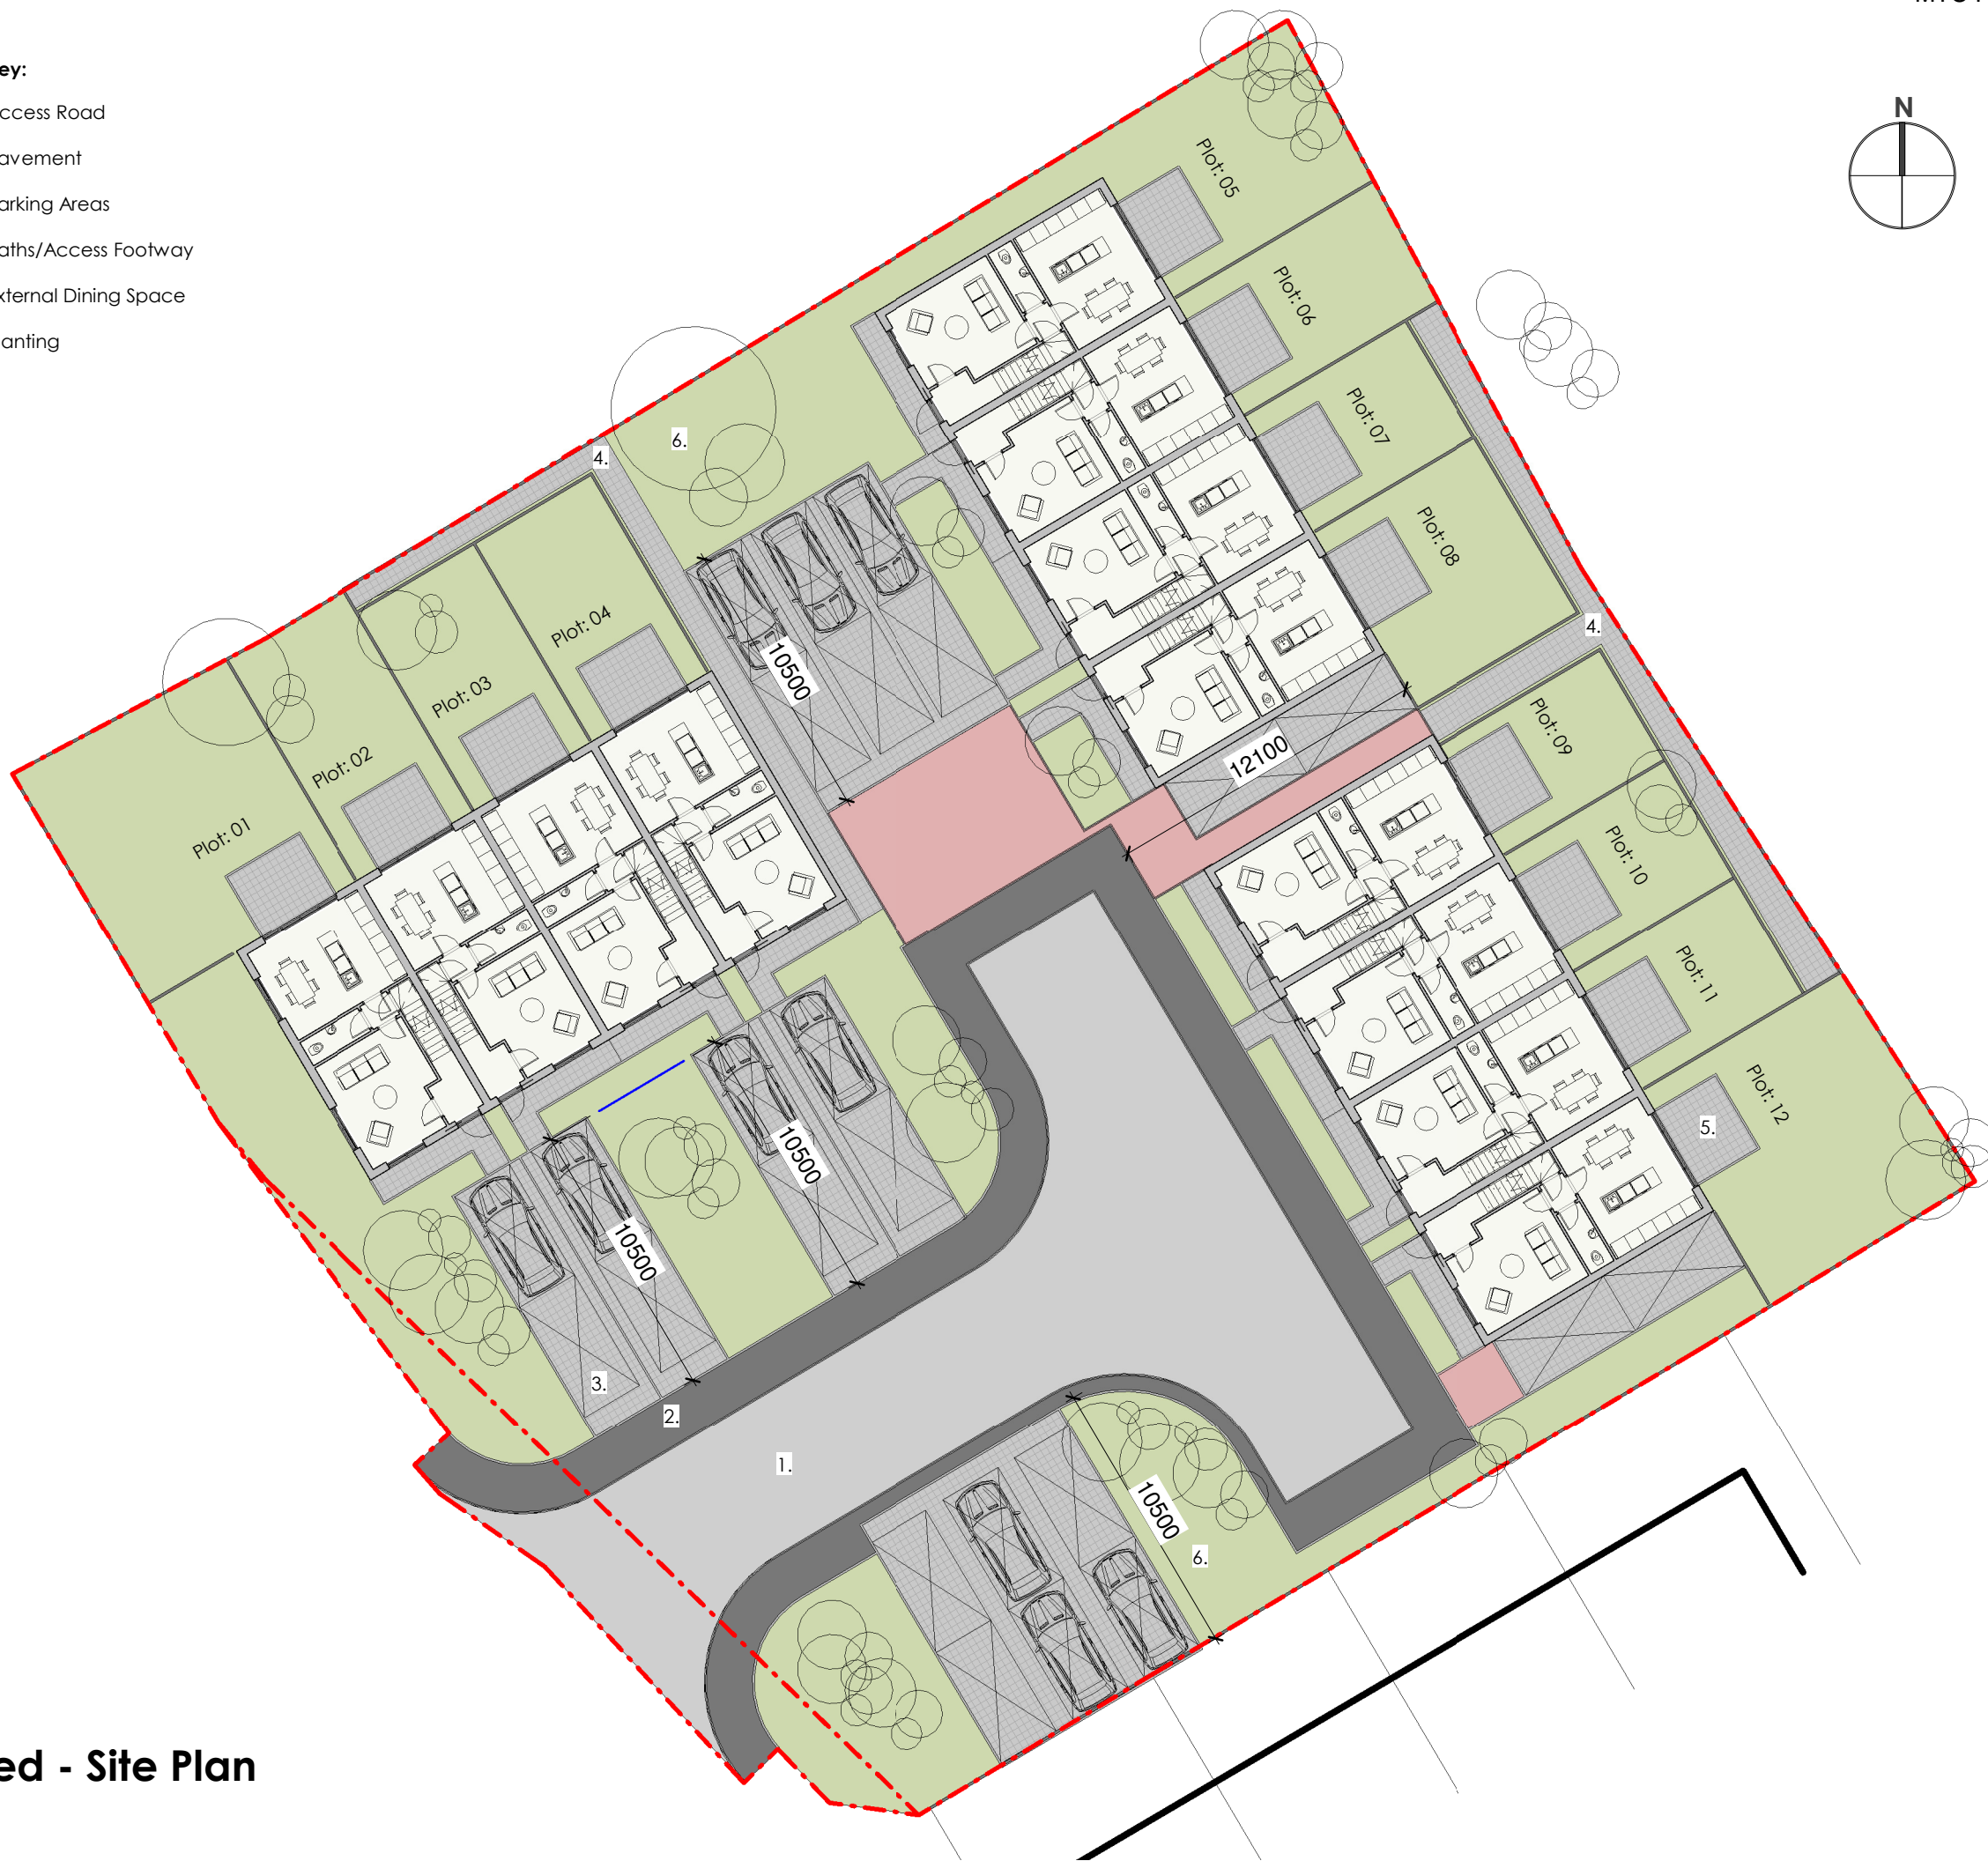 ey:
ccess Road
avement
arking Areas
aths/Access Footway
xternal Dining Space
anting
N
Plot: 05
Plot: 06
Plot: 07
Plot: 08
6.
4.
10500
Plot: 04
Plot: 03
Plot: 02
Plot: 01
4.
12100
Plot: 09
Plot: 10
Plot: 11
Plot: 12
5.
10500
10500
3.
2.
1.
10500
6.
ed - Site Plan